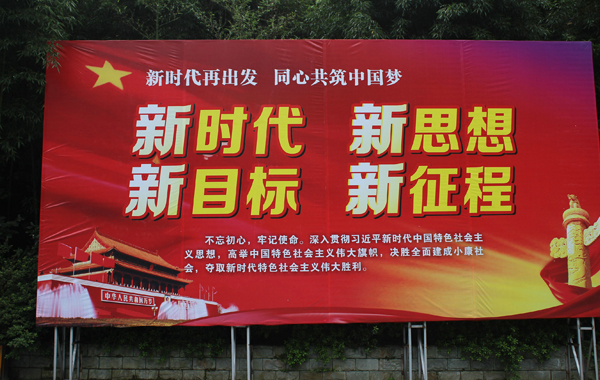 新时代再出发 同心共筑中国梦
新时代 新思想
新目标 新征程
不忘初心，牢记使命。深入贯彻习近平新时代中国特色社会主
义思想，高举中国特色社会主义伟大旗帜，决胜全面建成小康社
会，夺取新时代特色社会主义伟大胜利。
中华人民共和国万岁